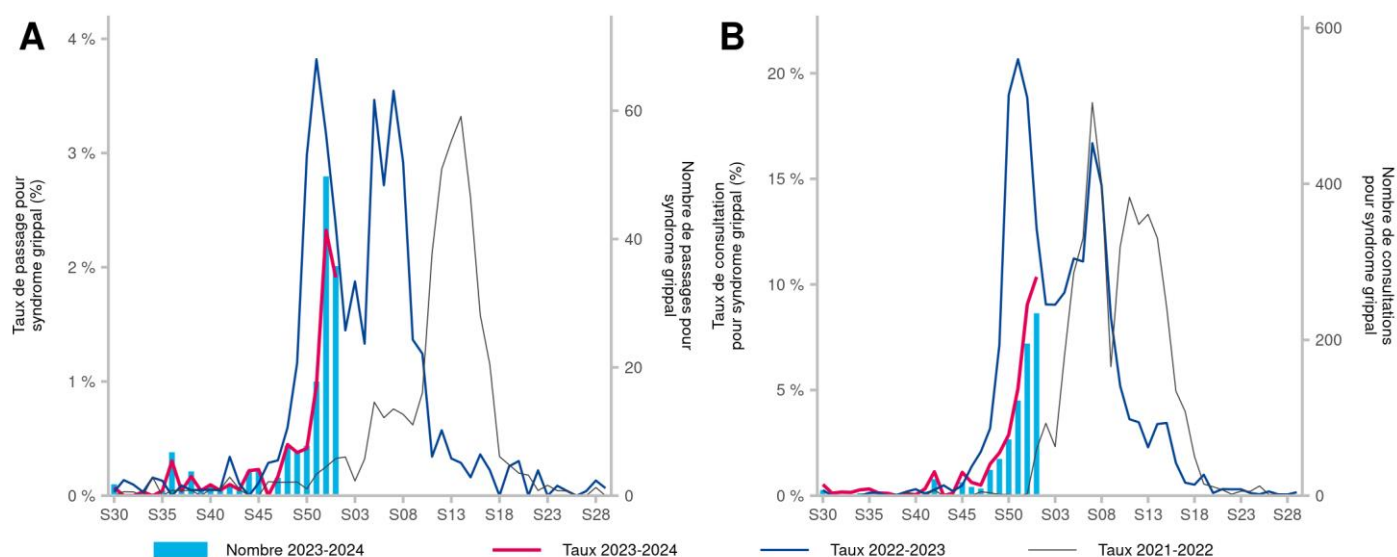 A
4 %
3 %
2 %
1 %
0 %
Taux de passage pour
syndrome grippal (%)
60
40
20
0
Nombre de passages pour
syndrome grippal
S30
S35
S40
S45
S50
S03
S08
S13
S18
S23
S28
B
20 %
15 %
10 %
5 %
0 %
Taux de consultation
pour syndrome grippal (%)
600
400
200
0
Nombre de consultations
pour syndrome grippal
S30
S35
S40
S45
S50
S03
S08
S13
S18
S23
S28
Nombre 2023-2024
Taux 2023-2024
Taux 2022-2023
Taux 2021-2022